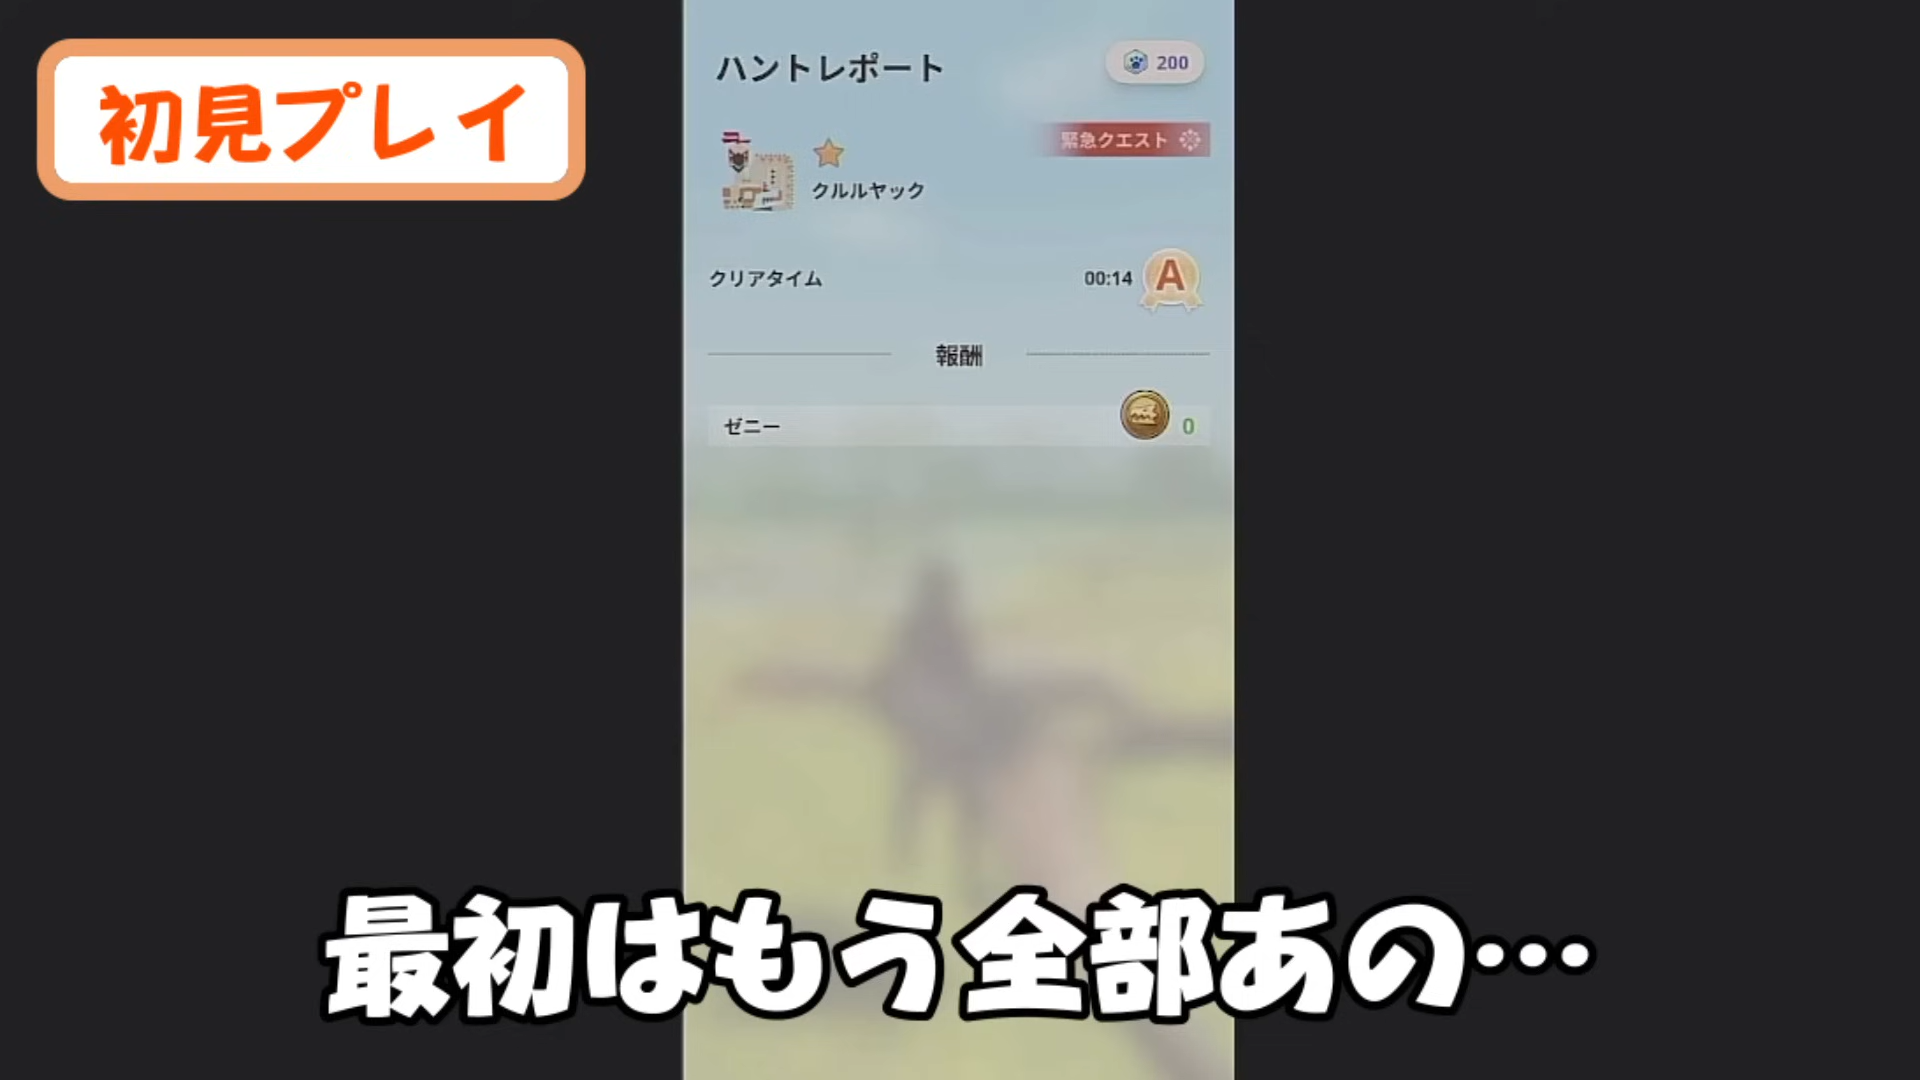 初見プレイ
ハントレポート
200
緊急クエスト
クルルヤック
クリアタイム
00:14
A
報酬
ゼニー
0
最初はもう全部あの…